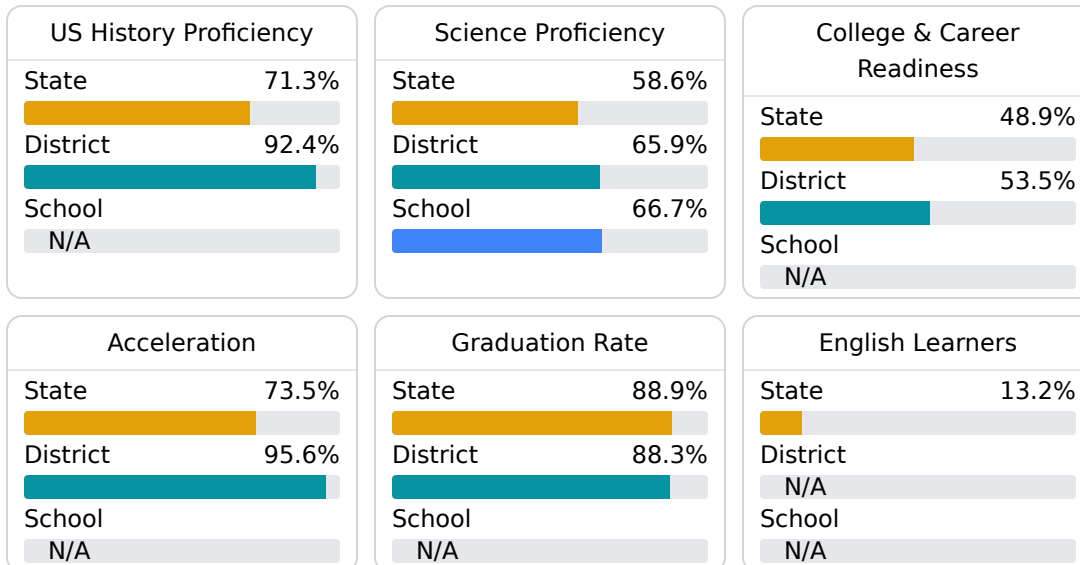 US History Proficiency
State 71.3%
District 92.4%
School
N/A
Science Proficiency
State 58.6%
District 65.9%
School 66.7%
College & Career
Readiness
State 48.9%
District 53.5%
School
N/A
Acceleration
State 73.5%
District 95.6%
School
N/A
Graduation Rate
State 88.9%
District 88.3%
School
N/A
English Learners
State 13.2%
District
N/A
School
N/A